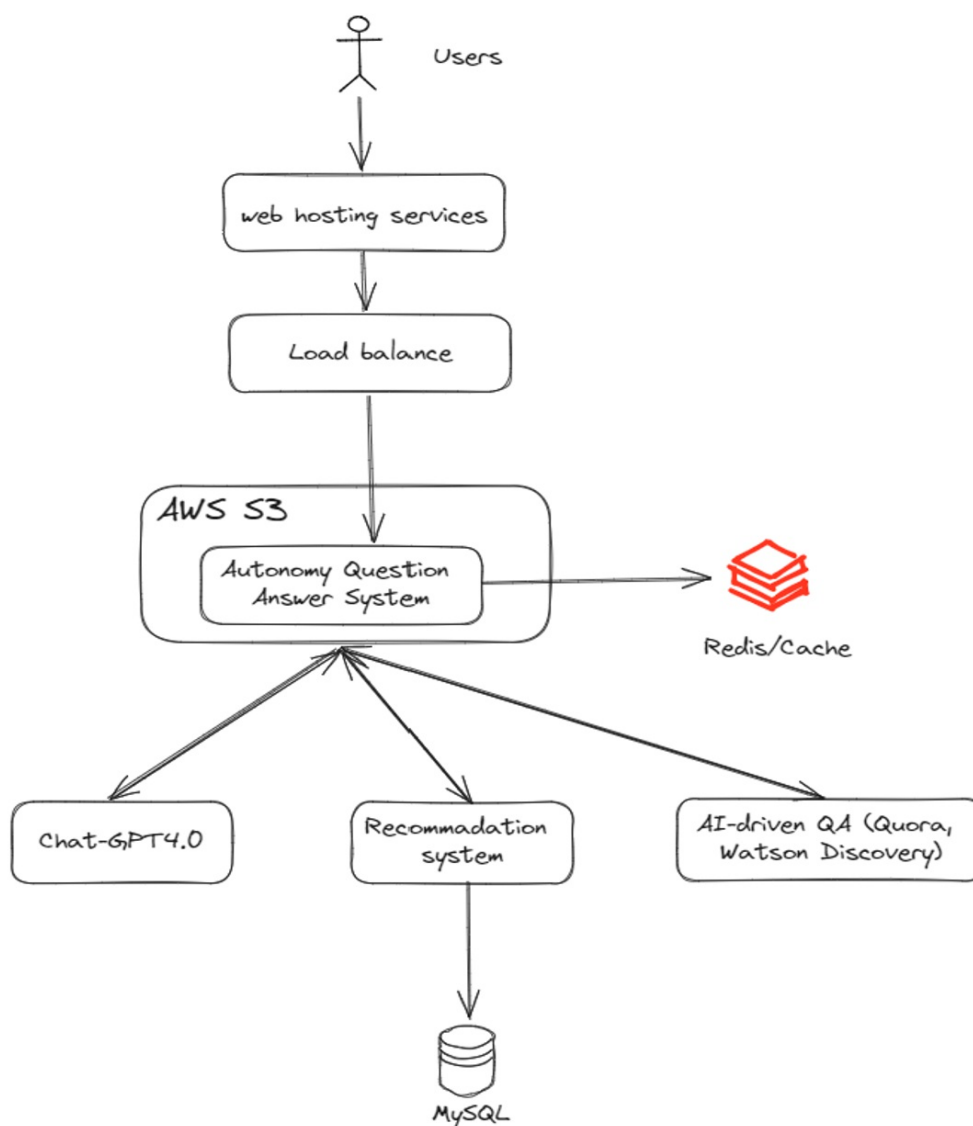 Users
web hosting services
Load balance
AWS S3
Autonomy Question
Answer System
Redis/Cache
Chat-GPT4.0
Recommadation
system
AI-driven QA (Quora,
Watson Discovery)
MySQL